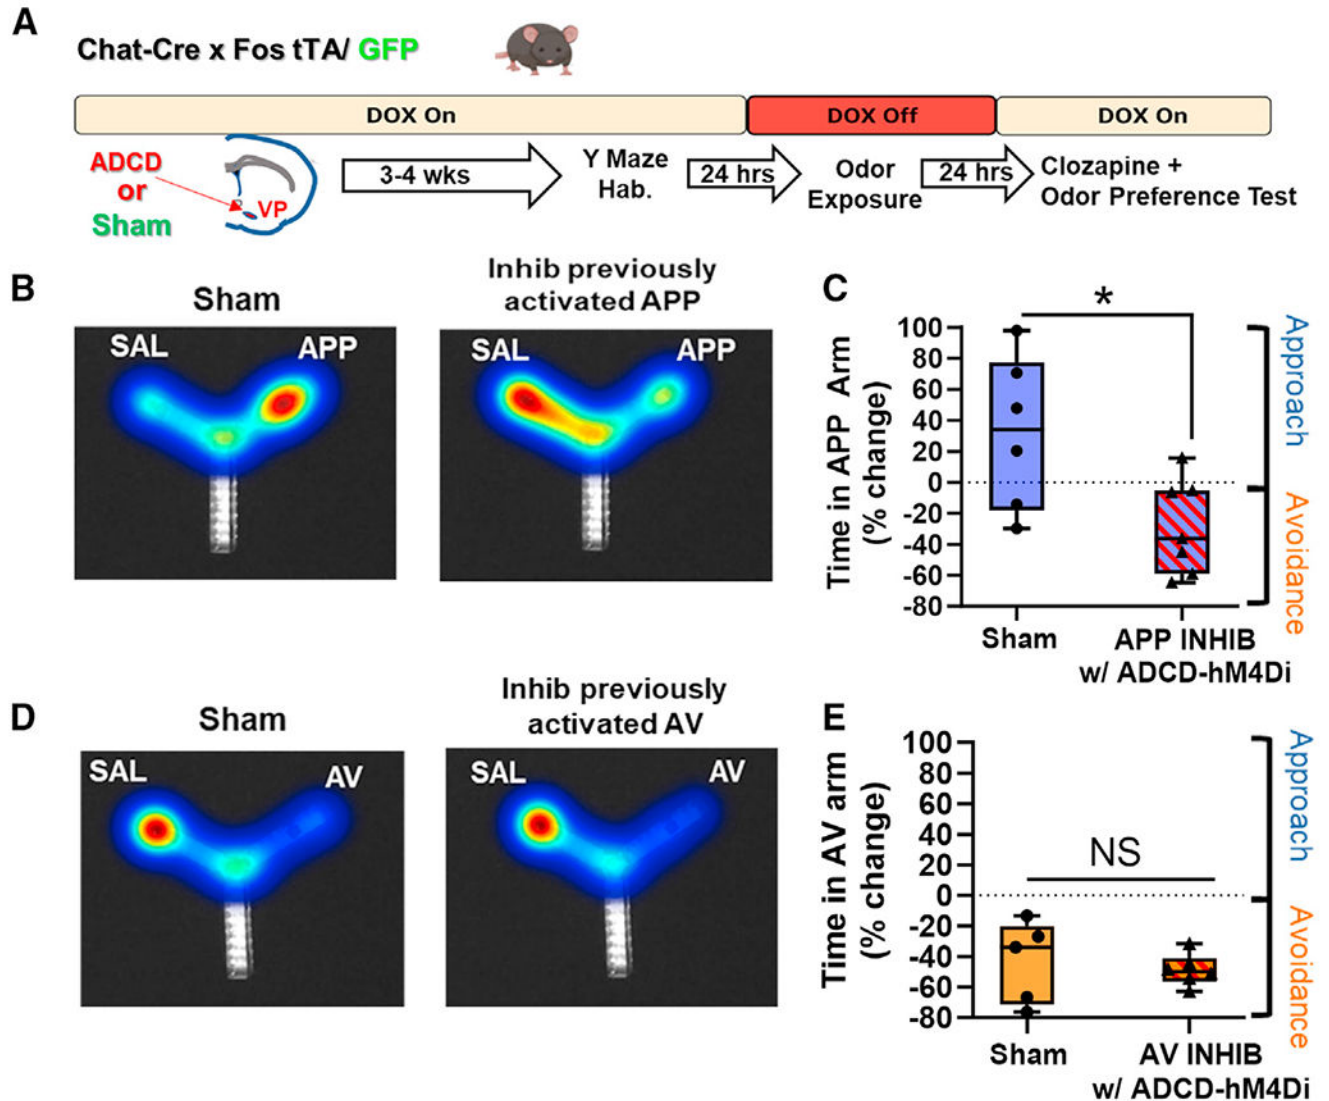 A
Chat-Cre x Fos tTA/ GFP
DOX On
DOX Off
DOX On
ADCD
or
Sham
VP
3-4 wks
Y Maze
Hab.
24 hrs
Odor
Exposure
24 hrs
Clozapine +
Odor Preference Test
B
Sham
SAL
APP
Inhib previously
activated APP
SAL
APP
C
Time in APP Arm
(% change)
100
80
60
40
20
0
-20
-40
-60
-80
*
Approach
Avoidance
Sham
APP INHIB
w/ ADCD-hM4Di
D
Sham
SAL
AV
Inhib previously
activated AV
SAL
AV
E
Time in AV arm
(% change)
100
80
60
40
20
0
-20
-40
-60
-80
NS
Approach
Avoidance
Sham
AV INHIB
w/ ADCD-hM4Di